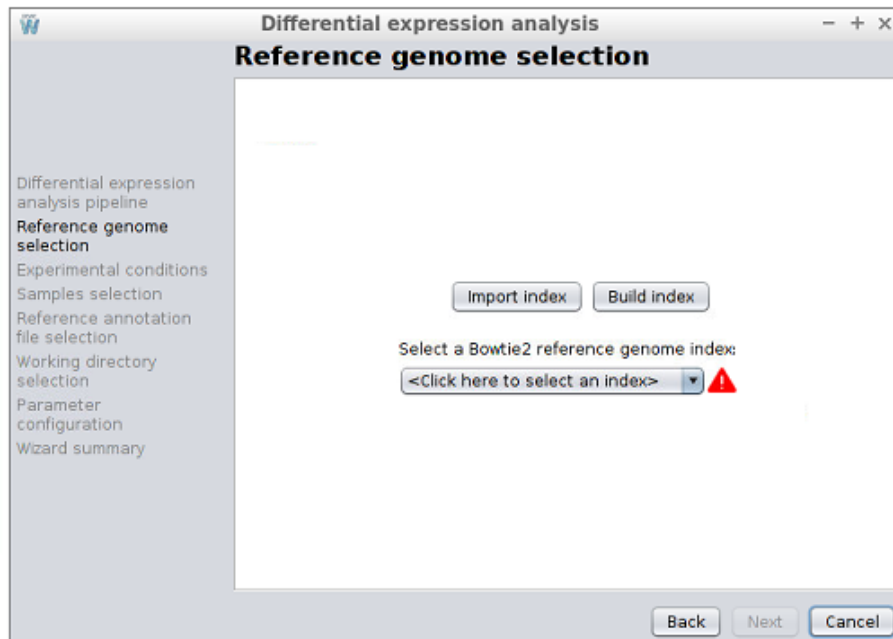 Differential expression analysis
Reference genome selection
Differential expression
analysis pipeline
Reference genome
selection
Experimental conditions
Samples selection
Reference annotation
file selection
Working directory
selection
Parameter
configuration
Wizard summary
Import index Build index
Select a Bowtie2 reference genome index:
<Click here to select an index>
Back Next Cancel